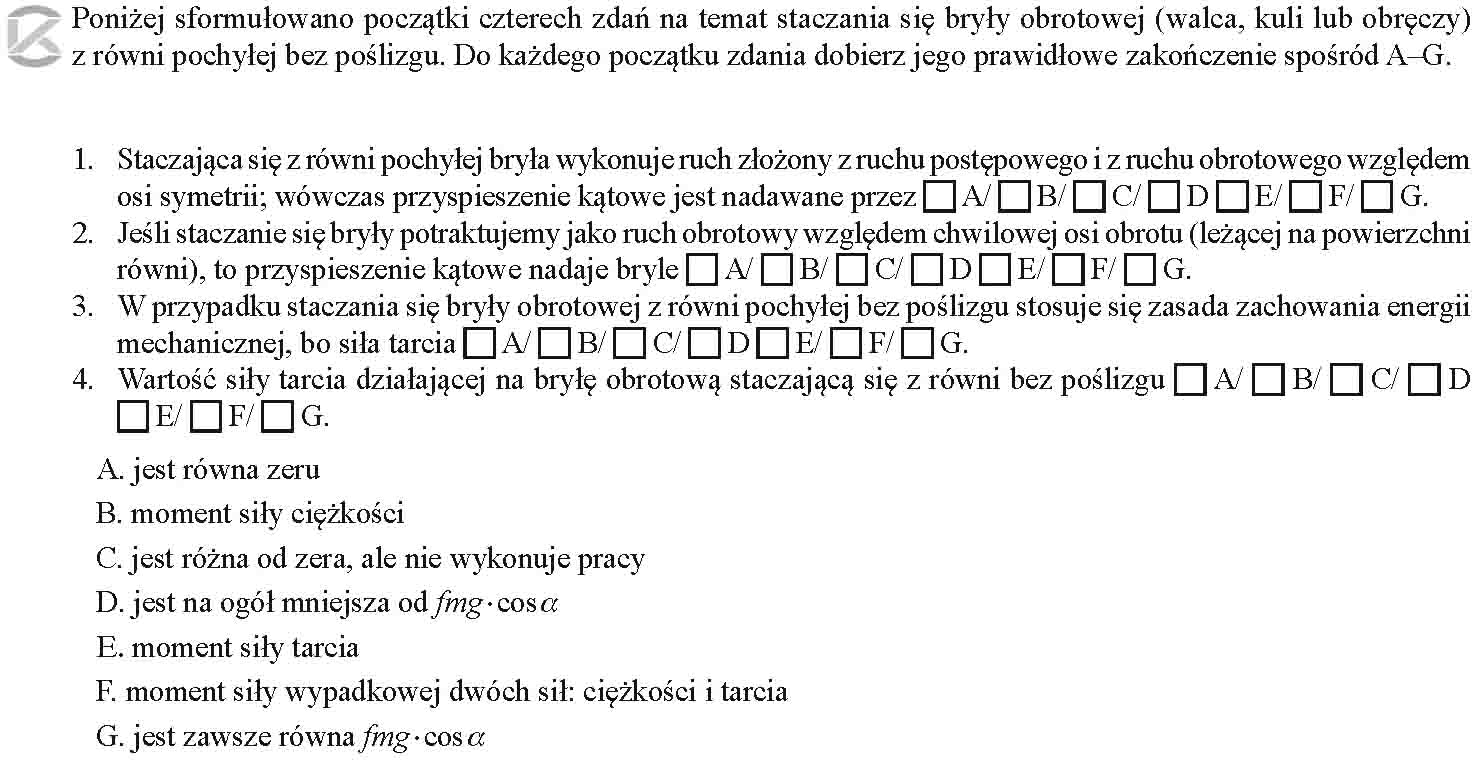 Poniżej sformułowano początki czterech zdań na temat staczania się bryły obrotowej (walca, kuli lub obręczy)
z równi pochyłej bez poślizgu. Do każdego początku zdania dobierz jego prawidłowe zakończenie spośród A–G.
1. Staczająca się z równi pochyłej bryła wykonuje ruch złożony z ruchu postępowego i z ruchu obrotowego względem
osi symetrii; wówczas przyspieszenie kątowe jest nadawane przez □ A/ □ B/ □ C/ □ D □ E/ □ F/ □ G.
2. Jeśli staczanie się bryły potraktujemy jako ruch obrotowy względem chwilowej osi obrotu (leżącej na powierzchni
równi), to przyspieszenie kątowe nadaje bryle □ A/ □ B/ □ C/ □ D □ E/ □ F/ □ G.
3. W przypadku staczania się bryły obrotowej z równi pochyłej bez poślizgu stosuje się zasada zachowania energii
mechanicznej, bo siła tarcia □ A/ □ B/ □ C/ □ D □ E/ □ F/ □ G.
4. Wartość siły tarcia działającej na bryłę obrotową staczającą się z równi bez poślizgu □ A/ □ B/ □ C/ □ D
□ E/ □ F/ □ G.
A. jest równa zeru
B. moment siły ciężkości
C. jest różna od zera, ale nie wykonuje pracy
D. jest na ogół mniejsza od fmg·cosα
E. moment siły tarcia
F. moment siły wypadkowej dwóch sił: ciężkości i tarcia
G. jest zawsze równa fmg·cosα